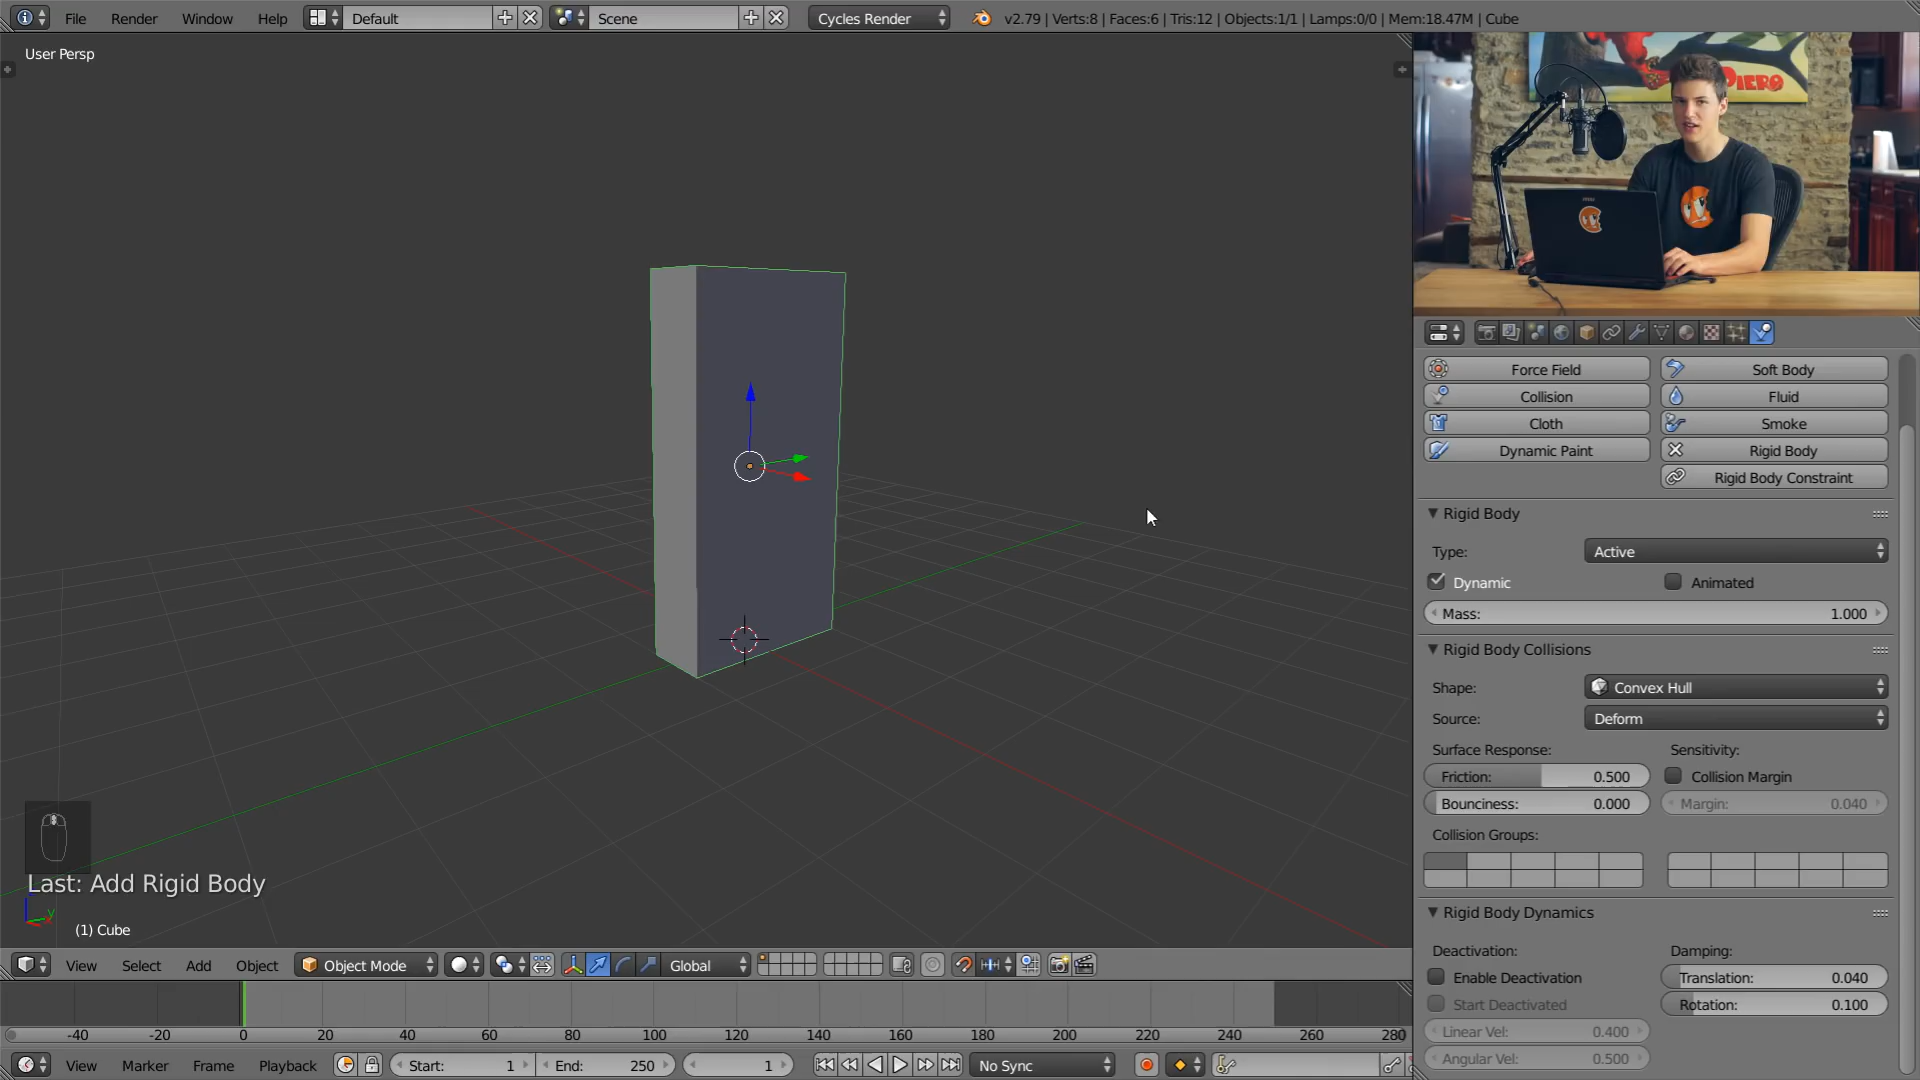 File Render Window Help Default Scene Cycles Render v2.79 | Verts:8 | Faces:6 | Tris:12 | Objects:1/1 | Lamps:0/0 | Mem:18.47M | Cube
User Persp
PIERO
Force Field Soft Body
Collision Fluid
Cloth Smoke
Dynamic Paint Rigid Body
Rigid Body Constraint
Rigid Body
Type: Active
Dynamic Animated
Mass: 1.000
Rigid Body Collisions
Shape: Convex Hull
Source: Deform
Surface Response: Sensitivity:
Friction: 0.500 Collision Margin
Bounciness: 0.000 Margin: 0.040
Collision Groups:
Rigid Body Dynamics
Deactivation: Damping:
Enable Deactivation Translation: 0.040
Start Deactivated Rotation: 0.100
Linear Vel: 0.400
Angular Vel: 0.500
Last: Add Rigid Body
y
(1) Cube
View Select Add Object Object Mode Global
-40 -20 0 20 40 60 80 100 120 140 160 180 200 220 240 260 280
View Marker Frame Playback Start: 1 End: 250 1 No Sync